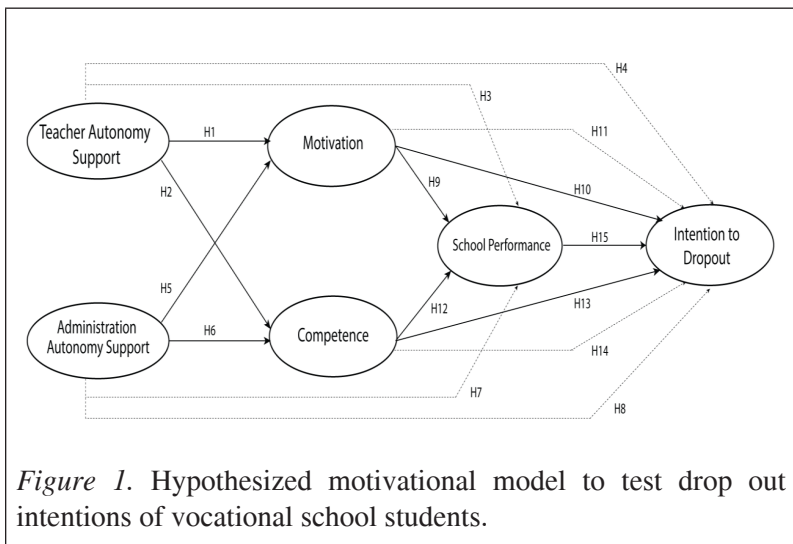 H4
H3
Teacher Autonomy
Support
H1
Motivation
H11
H2
H9
H10
School Performance
H15
Intention to
Dropout
H5
H12
H13
Administration
Autonomy Support
H6
Competence
H14
H7
H8
Figure 1. Hypothesized motivational model to test drop out
intentions of vocational school students.